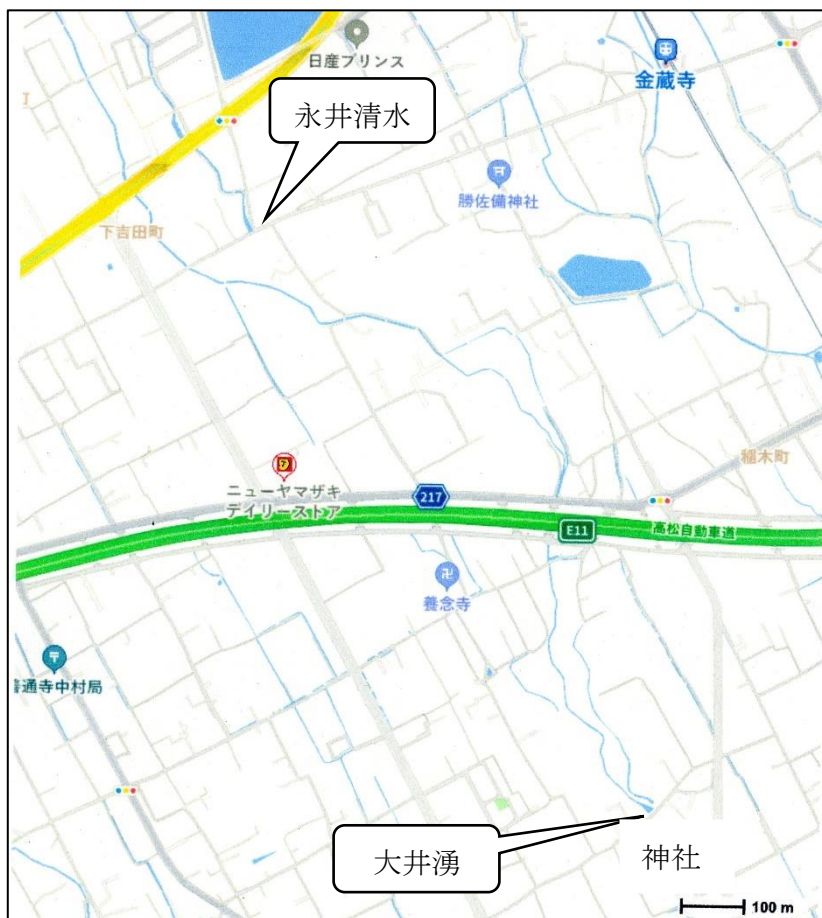 日産プリンス
金蔵寺
永井清水
勝佐備神社
下吉田町
稲木町
ニューヤマザキ
デイリーストア
217
E11
高松自動車道
養念寺
通寺中村局
大井湧
神社
100 m